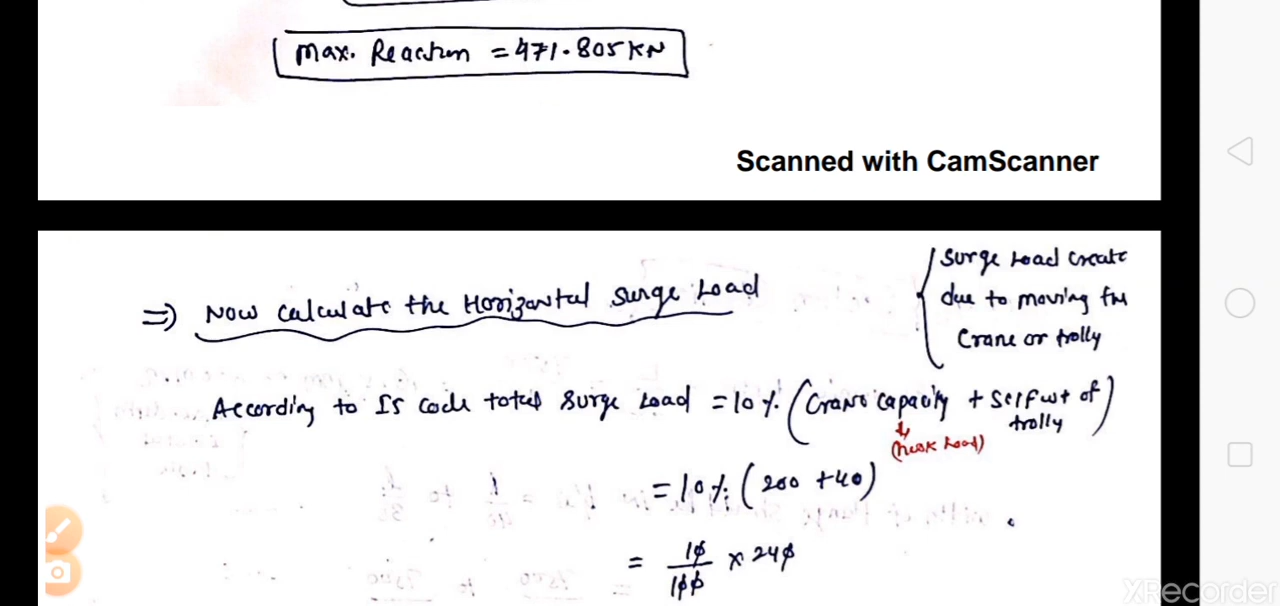 Max. Reaction = 471.805 KN
Scanned with CamScanner
⇒) Now calculate the Horizontal Surge Load
Surge Load create
due to moving the
Crane or trolly
According to IS code total Surge Load = 10 % (Crane capacity + Self wt of trolly)
(Hook Load)
= 10 % (200 + 40)
= 10/100 × 240
XRecorder